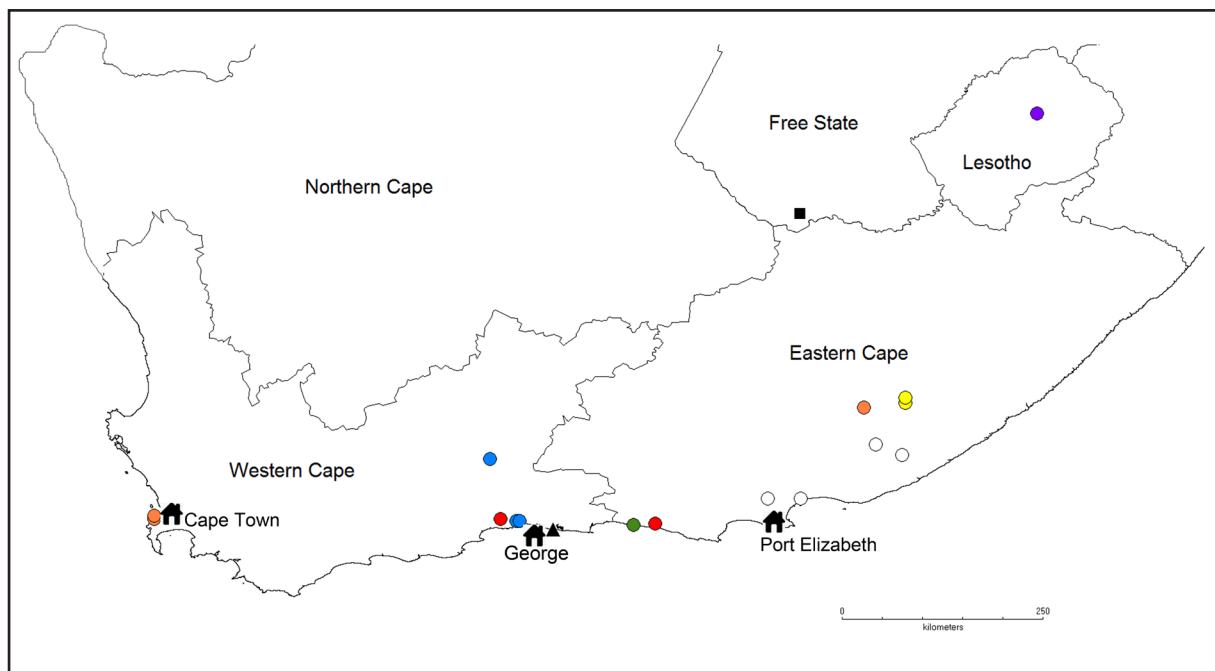 Free State
Lesotho
Northern Cape
Eastern Cape
Western Cape
Cape Town
George
Port Elizabeth
0 250
kilometers